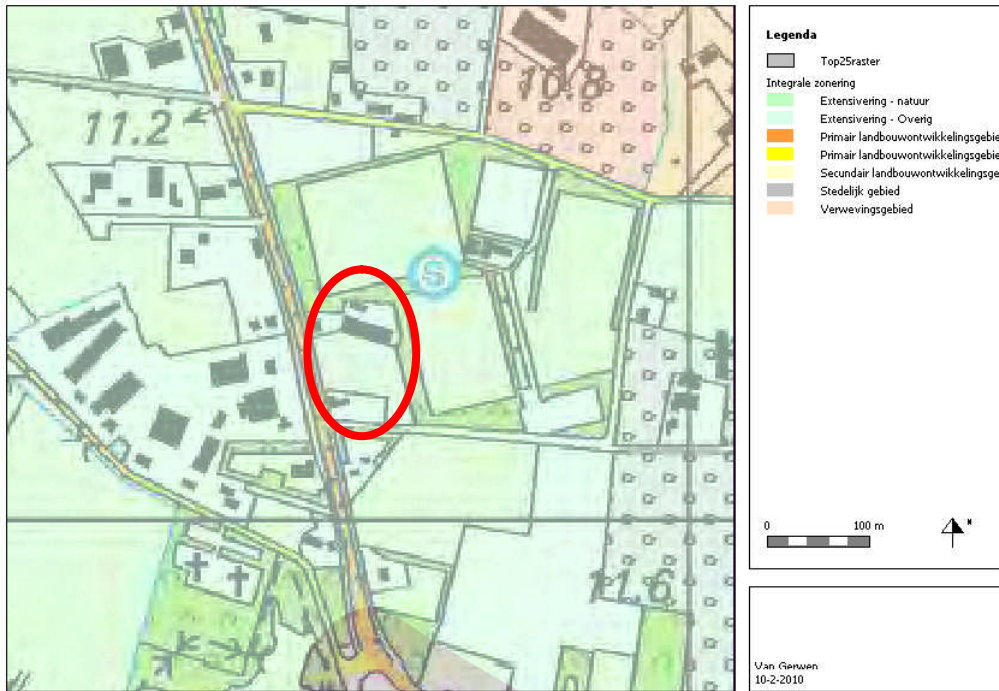 10.8
11.2
S
11.6
Legenda
Top25raster
Integrale zonering
Extensivering - natuur
Extensivering - Overig
Primair landbouwontwikkelingsgebie
Primair landbouwontwikkelingsgebie
Secundair landbouwontwikkelingsge
Stedelijk gebied
Verwevingsgebied
0 100 m
N
Van Gerwen
10-2-2010